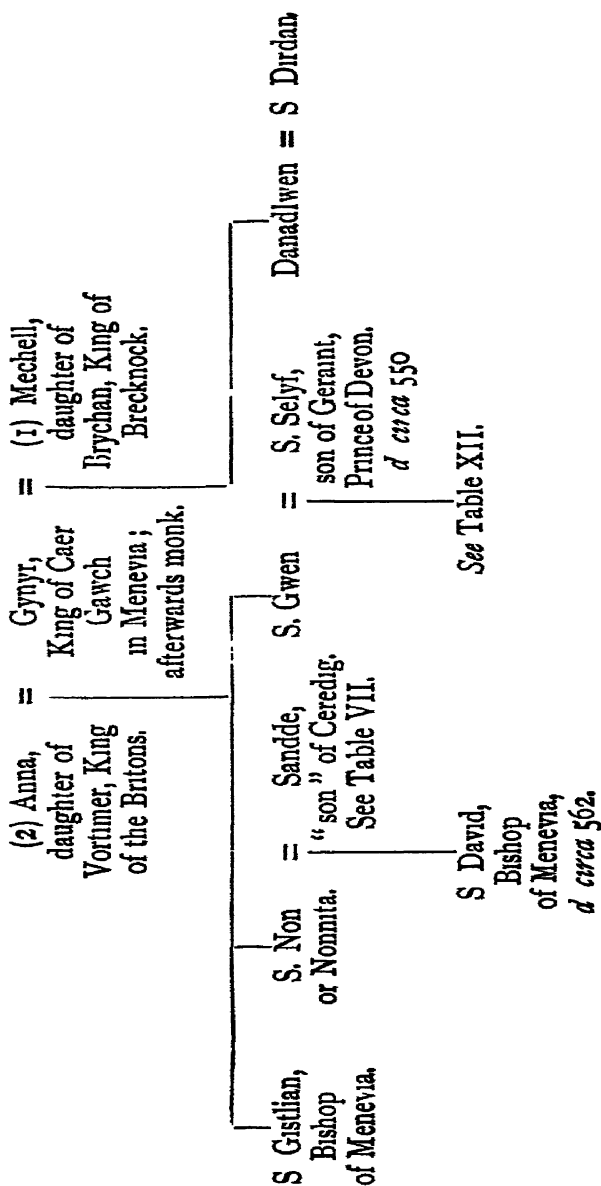 (2) Anna,
daughter of
Vortimer, King
of the Britons.
=
Gynyr,
King of Caer
Gawch
in Menevia;
afterwards monk.
=
(1) Mechell,
daughter of
Brychan, King of
Brecknock.
S Gistlian,
Bishop
of Menevia.
S. Non
or Nonnita.
=
Sandde,
"son" of Ceredig.
See Table VII.
S. Gwen
=
S. Selyf,
son of Geraint,
Prince of Devon.
d circa 550
Danadlwen = S Dirdan.
S David,
Bishop
of Menevia,
d circa 562.
See Table XII.